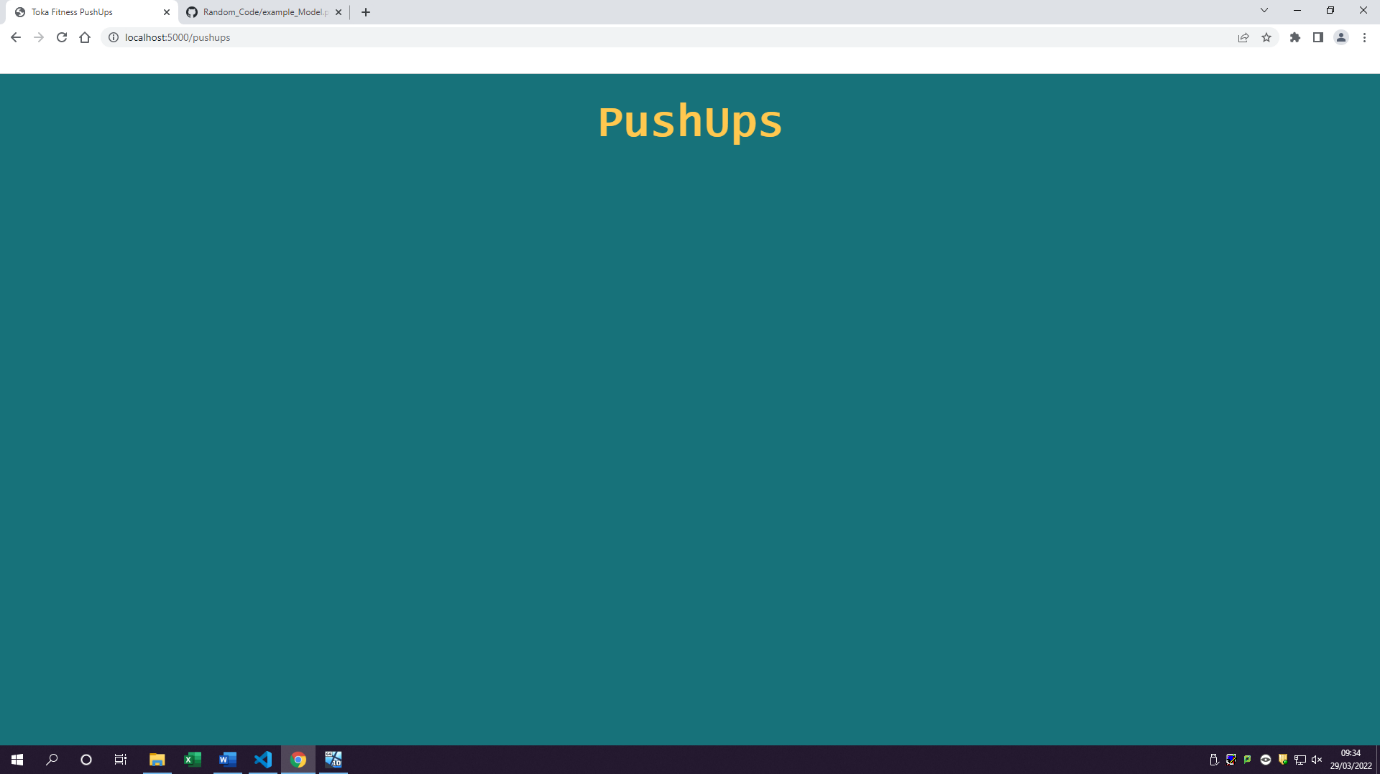 Toka Fitness PushUps
Random_Code/example_Model.p
localhost:5000/pushups
PushUps
09:34
29/03/2022